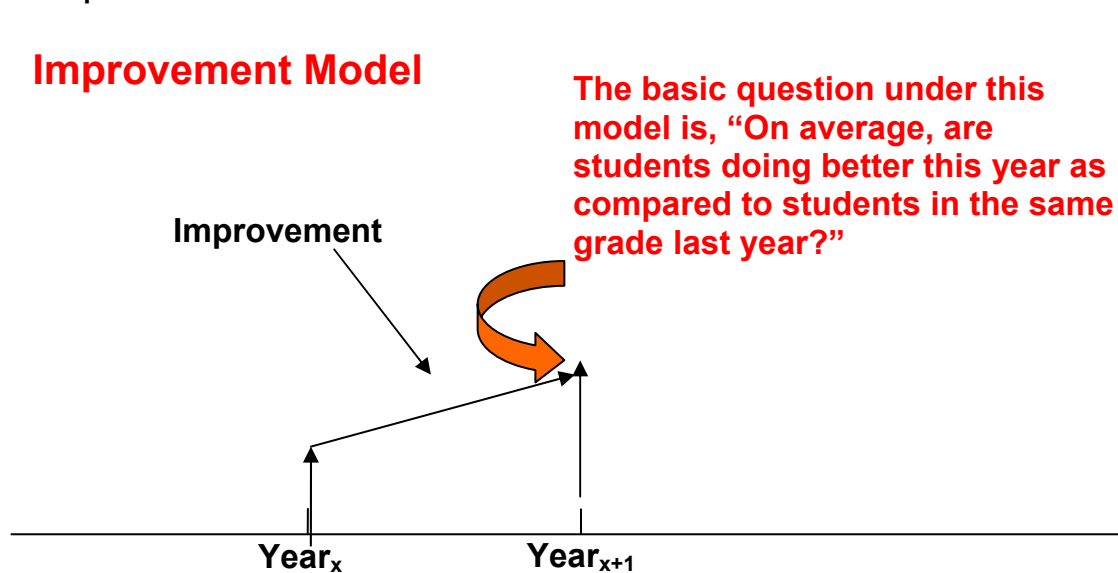 Improvement Model
The basic question under this
model is, “On average, are
students doing better this year as
compared to students in the same
grade last year?”
Improvement
Yearx
Yearx+1